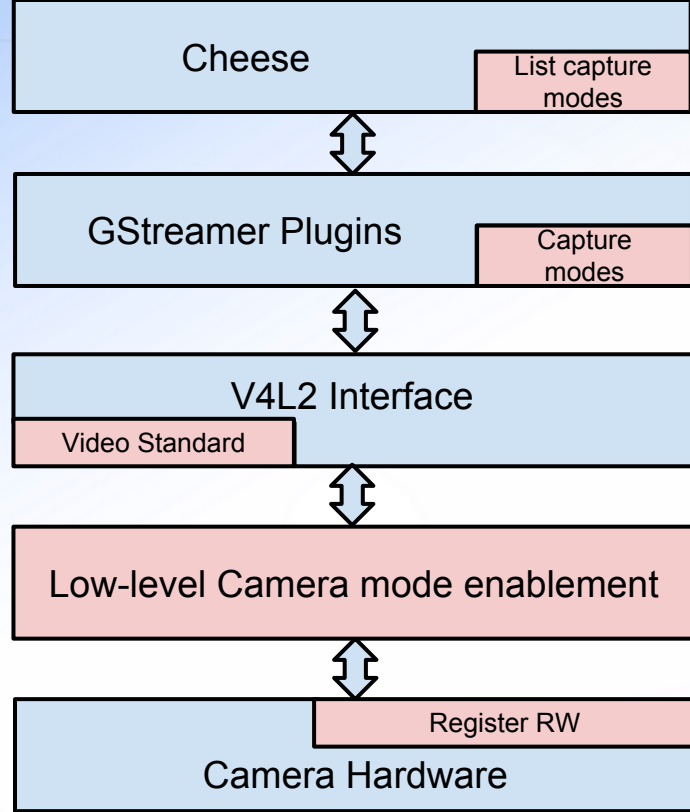 Cheese
List capture
modes
GStreamer Plugins
Capture
modes
V4L2 Interface
Video Standard
Low-level Camera mode enablement
Register RW
Camera Hardware